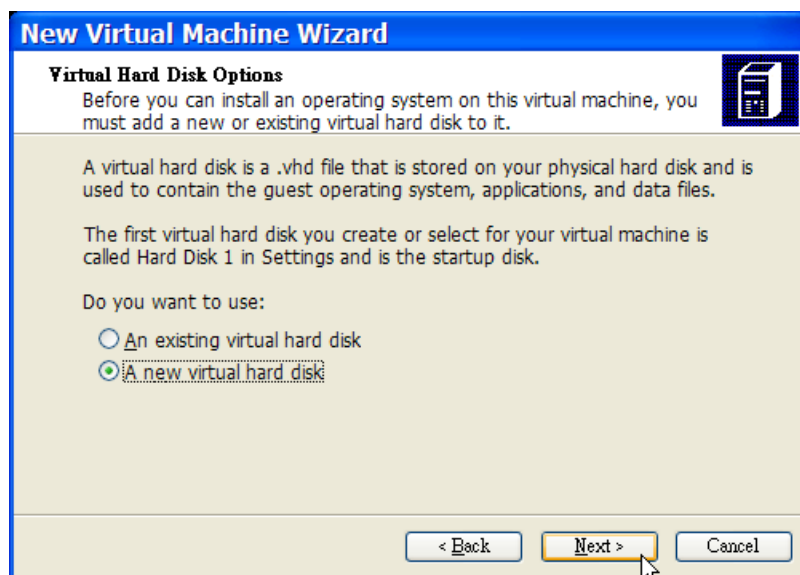 New Virtual Machine Wizard
Virtual Hard Disk Options
Before you can install an operating system on this virtual machine, you
must add a new or existing virtual hard disk to it.
A virtual hard disk is a .vhd file that is stored on your physical hard disk and is
used to contain the guest operating system, applications, and data files.
The first virtual hard disk you create or select for your virtual machine is
called Hard Disk 1 in Settings and is the startup disk.
Do you want to use:
An existing virtual hard disk
A new virtual hard disk
< Back Next > Cancel